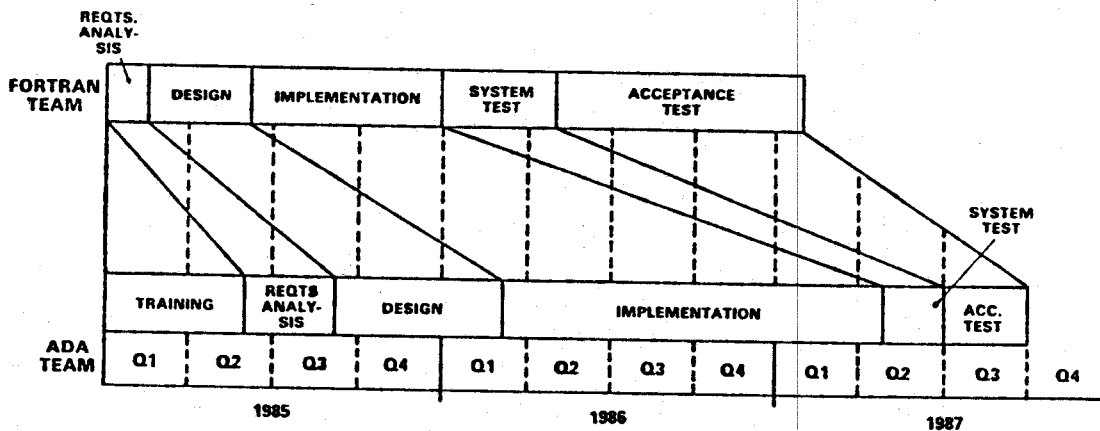 REQTS.
ANALY-
SIS
FORTRAN
TEAM
DESIGN
IMPLEMENTATION
SYSTEM
TEST
ACCEPTANCE
TEST
SYSTEM
TEST
TRAINING
REQTS
ANALY-
SIS
DESIGN
IMPLEMENTATION
ACC.
TEST
ADA
TEAM
Q1 Q2 Q3 Q4 Q1 Q2 Q3 Q4 Q1 Q2 Q3 Q4
1985 1986 1987